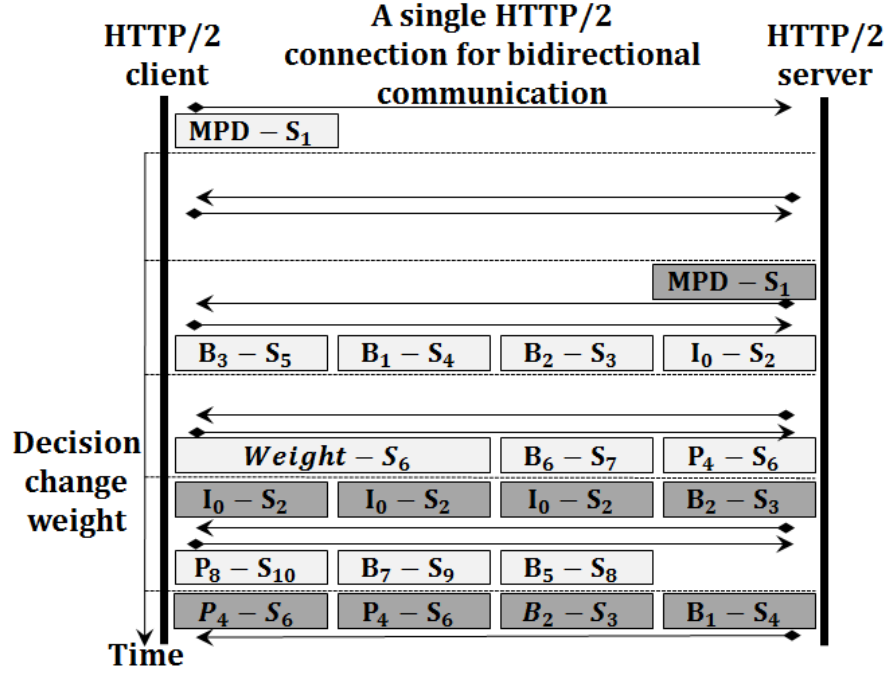 HTTP/2 client
A single HTTP/2 connection for bidirectional communication
HTTP/2 server
MPD – S₁
MPD – S₁
B₃ – S₅
B₁ – S₄
B₂ – S₃
I₀ – S₂
Decision change weight
Weight – S₆
B₆ – S₇
P₄ – S₆
I₀ – S₂
I₀ – S₂
I₀ – S₂
B₂ – S₃
P₈ – S₁₀
B₇ – S₉
B₅ – S₈
P₄ – S₆
P₄ – S₆
B₂ – S₃
B₁ – S₄
Time